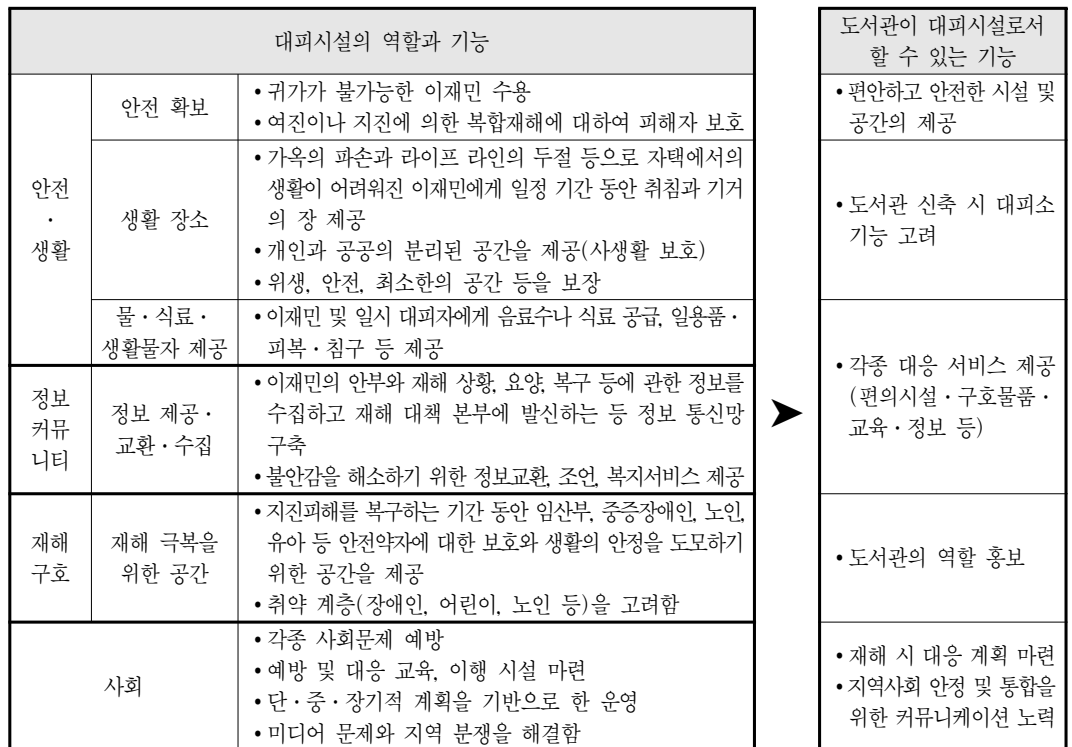 대피시설의 역할과 기능
안전
·
생활
안전 확보
• 귀가가 불가능한 이재민 수용
• 여진이나 지진에 의한 복합재해에 대하여 피해자 보호
생활 장소
• 가옥의 파손과 라이프 라인의 두절 등으로 자택에서의
생활이 어려워진 이재민에게 일정 기간 동안 취침과 기거
의 장 제공
• 개인과 공공의 분리된 공간을 제공(사생활 보호)
• 위생, 안전, 최소한의 공간 등을 보장
물·식료·
생활물자 제공
• 이재민 및 일시 대피자에게 음료수나 식료 공급, 일용품·
피복·침구 등 제공
정보
커뮤
니티
정보 제공·
교환·수집
• 이재민의 안부와 재해 상황, 요양, 복구 등에 관한 정보를
수집하고 재해 대책 본부에 발신하는 등 정보 통신망
구축
• 불안감을 해소하기 위한 정보교환, 조언, 복지서비스 제공
재해
구호
재해 극복을
위한 공간
• 지진피해를 복구하는 기간 동안 임산부, 중증장애인, 노인,
유아 등 안전약자에 대한 보호와 생활의 안정을 도모하기
위한 공간을 제공
• 취약 계층(장애인, 어린이, 노인 등)을 고려함
사회
• 각종 사회문제 예방
• 예방 및 대응 교육, 이행 시설 마련
• 단·중·장기적 계획을 기반으로 한 운영
• 미디어 문제와 지역 분쟁을 해결함
도서관이 대피시설로서
할 수 있는 기능
• 편안하고 안전한 시설 및
공간의 제공
• 도서관 신축 시 대피소
기능 고려
• 각종 대응 서비스 제공
(편의시설·구호물품·
교육·정보 등)
• 도서관의 역할 홍보
• 재해 시 대응 계획 마련
• 지역사회 안정 및 통합을
위한 커뮤니케이션 노력